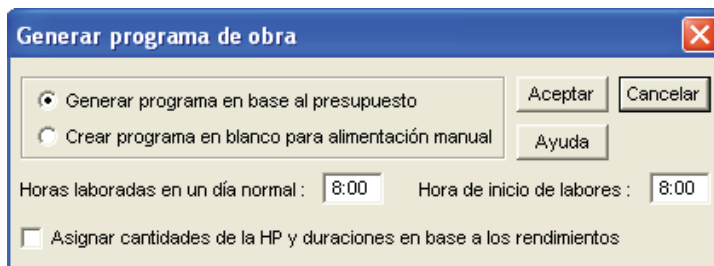 Generar programa de obra
Generar programa en base al presupuesto
Aceptar
Cancelar
Crear programa en blanco para alimentación manual
Ayuda
Horas laboradas en un día normal : 8:00 Hora de inicio de labores : 8:00
Asignar cantidades de la HP y duraciones en base a los rendimientos